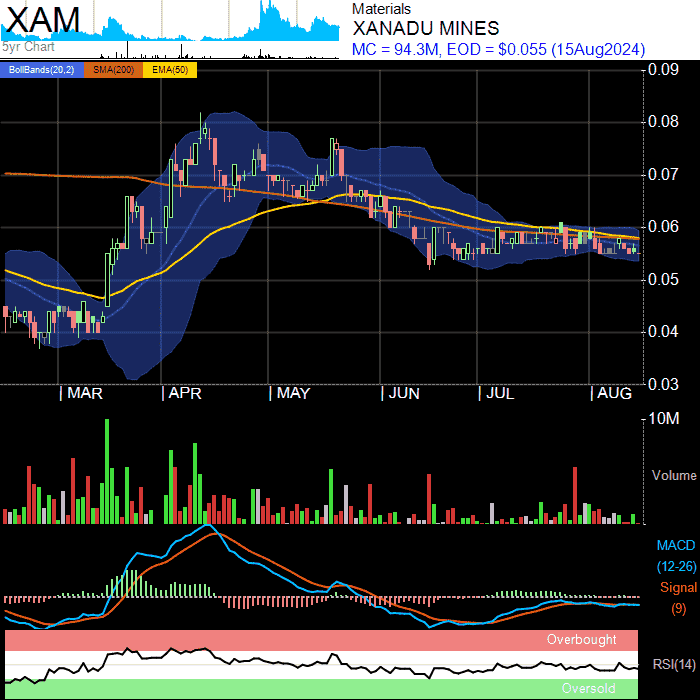 XAM
5yr Chart
Materials
XANADU MINES
MC = 94.3M, EOD = $0.055 (15Aug2024)
BollBands(20,2) SMA(200) EMA(50)
0.09
0.08
0.07
0.06
0.05
0.04
0.03
MAR APR MAY JUN JUL AUG
10M
Volume
MACD
(12-26)
Signal
(9)
Overbought
RSI(14)
Oversold